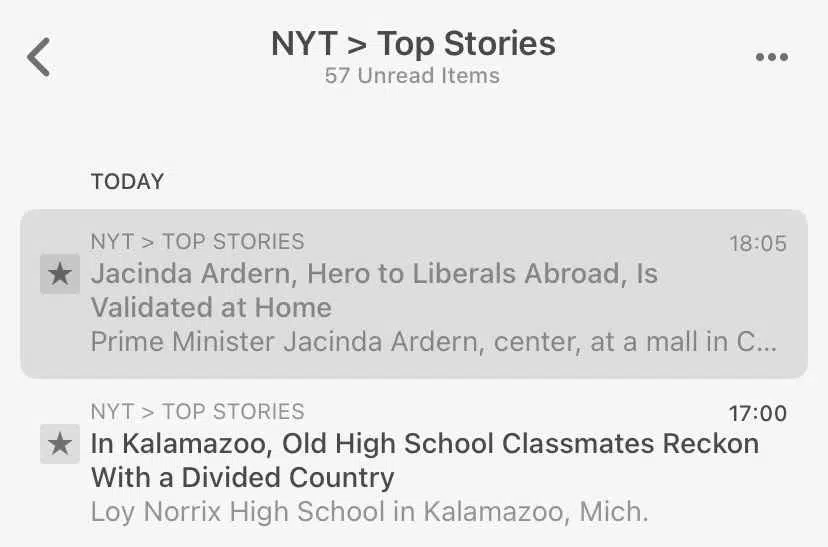 NYT > Top Stories
57 Unread Items
TODAY
NYT > TOP STORIES
18:05
Jacinda Ardern, Hero to Liberals Abroad, Is
Validated at Home
Prime Minister Jacinda Ardern, center, at a mall in C...
NYT > TOP STORIES
17:00
In Kalamazoo, Old High School Classmates Reckon
With a Divided Country
Loy Norrix High School in Kalamazoo, Mich.